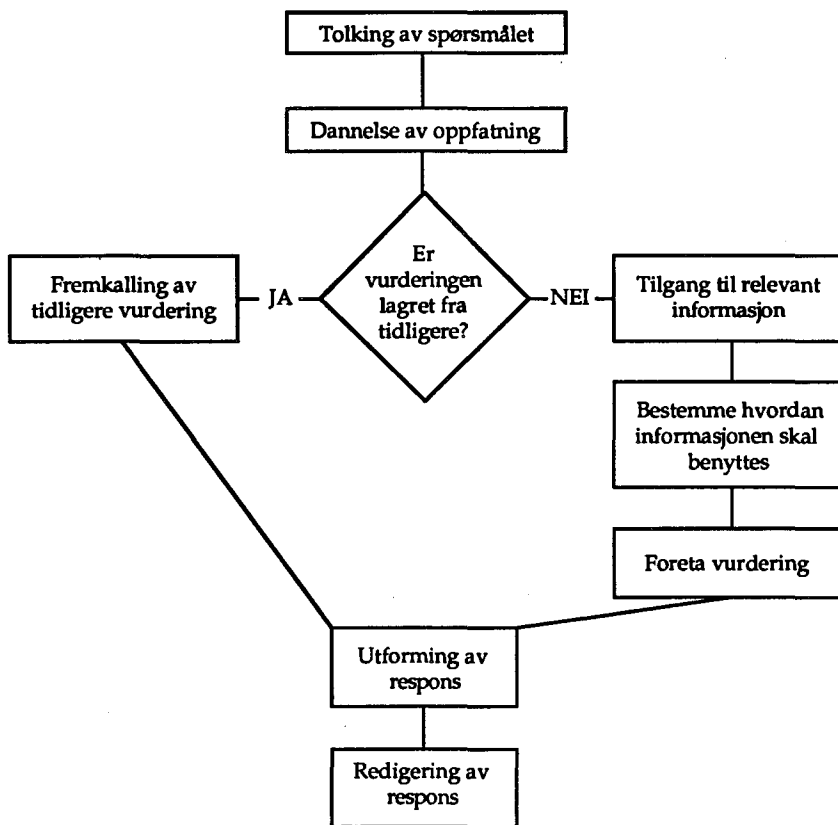 Tolking av spørsmålet
Dannelse av oppfatning
Er
vurderingen
lagret fra
tidligere?
JA
Fremkalling av
tidligere vurdering
NEI
Tilgang til relevant
informasjon
Bestemme hvordan
informasjonen skal
benyttes
Foreta vurdering
Utforming av
respons
Redigering av
respons